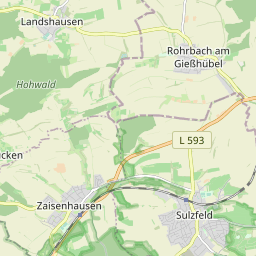 Landshausen
Rohrbach am
Gießhübel
Hohwald
L 593
cken
Zaisenhausen
Sulzfeld